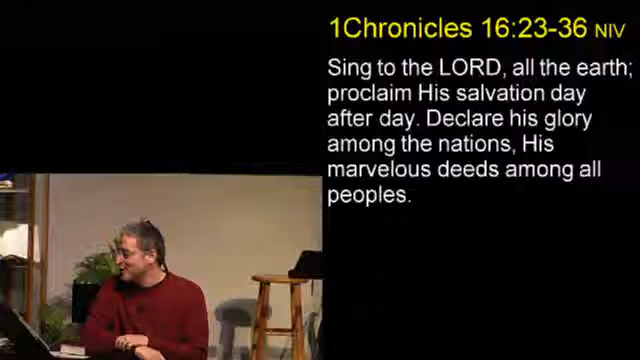 1Chronicles 16:23-36 NIV
Sing to the LORD, all the earth;
proclaim His salvation day
after day. Declare his glory
among the nations, His
marvelous deeds among all
peoples.